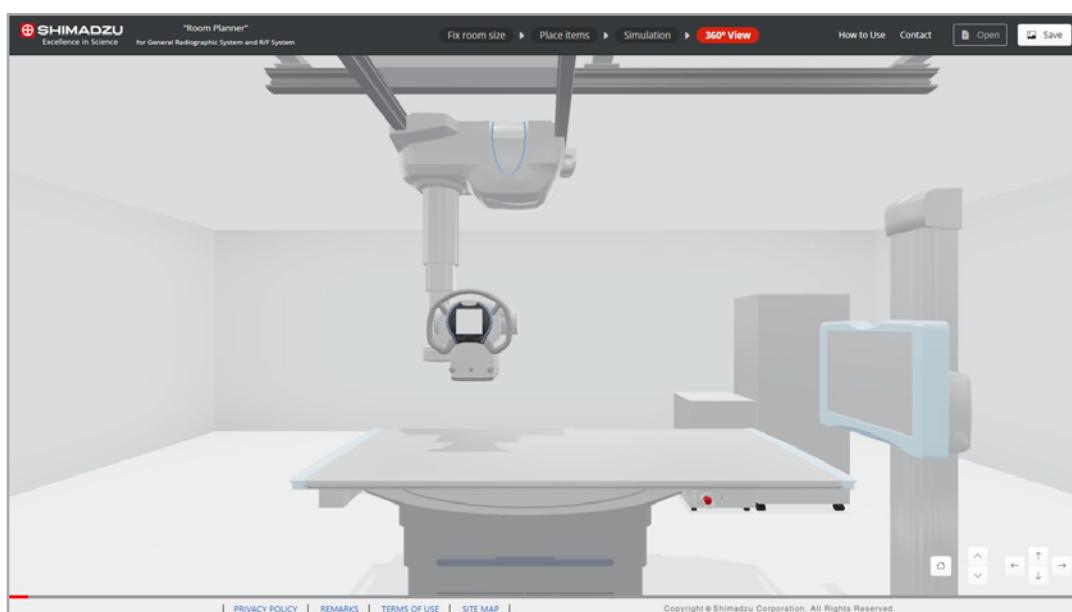 SHIMADZU
Excellence in Science
"Room Planner"
for General Radiographic System and R/F System
Fix room size
Place items
Simulation
360° View
How to Use
Contact
Open
Save
PRIVACY POLICY | REMARKS | TERMS OF USE | SITE MAP
Copyright © Shimadzu Corporation. All Rights Reserved.